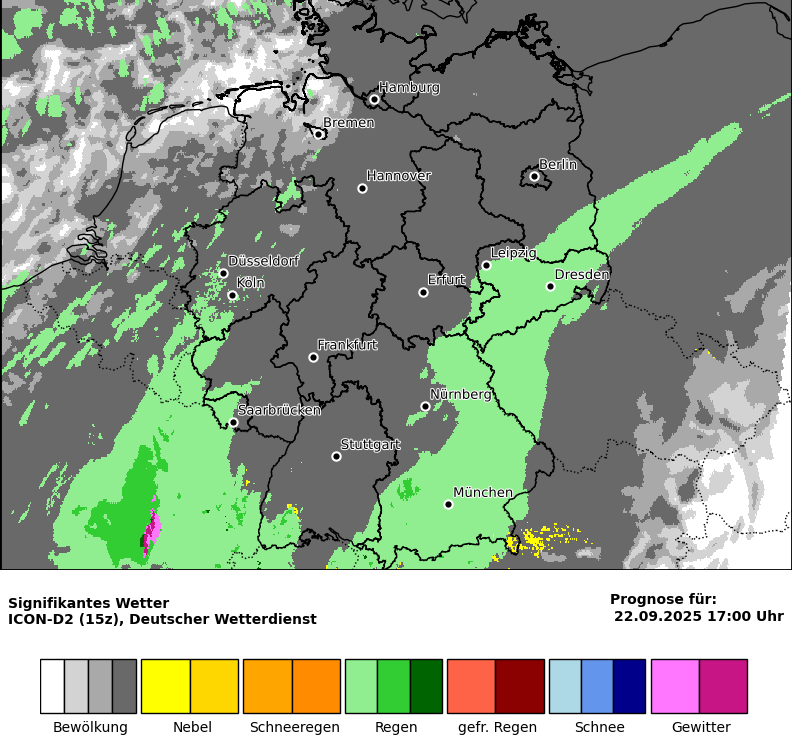 Hamburg
Bremen
Berlin
Hannover
Leipzig
Düsseldorf
Dresden
Köln
Erfurt
Frankfurt
Nürnberg
Saarbrücken
Stuttgart
München
Signifikantes Wetter
ICON-D2 (15z), Deutscher Wetterdienst
Prognose für:
22.09.2025 17:00 Uhr
Bewölkung Nebel Schneeregen Regen gefr. Regen Schnee Gewitter